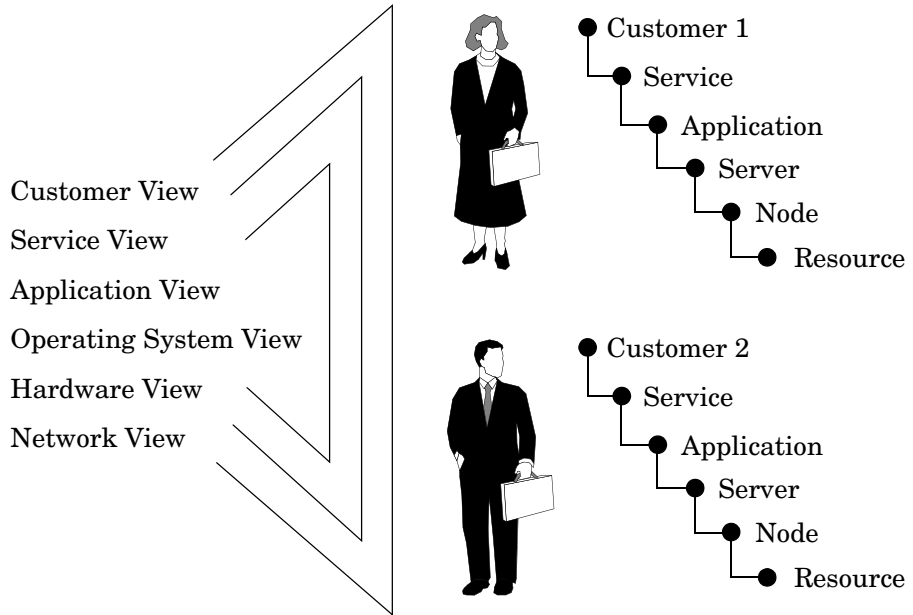 Customer View
Service View
Application View
Operating System View
Hardware View
Network View
Customer 1
Service
Application
Server
Node
Resource
Customer 2
Service
Application
Server
Node
Resource